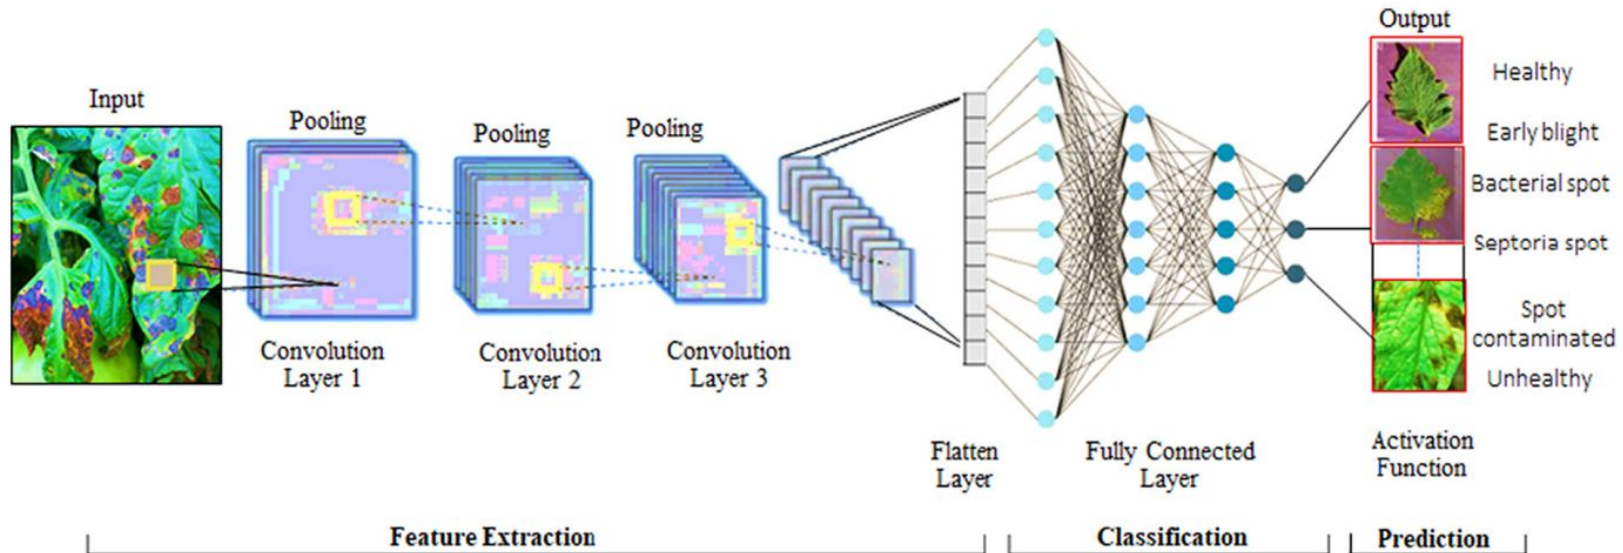 Input
Pooling
Pooling
Pooling
Convolution
Layer 1
Convolution
Layer 2
Convolution
Layer 3
Flatten
Layer
Fully Connected
Layer
Output
Healthy
Early blight
Bacterial spot
Septoria spot
Spot
contaminated
Unhealthy
Activation
Function
Feature Extraction
Classification
Prediction